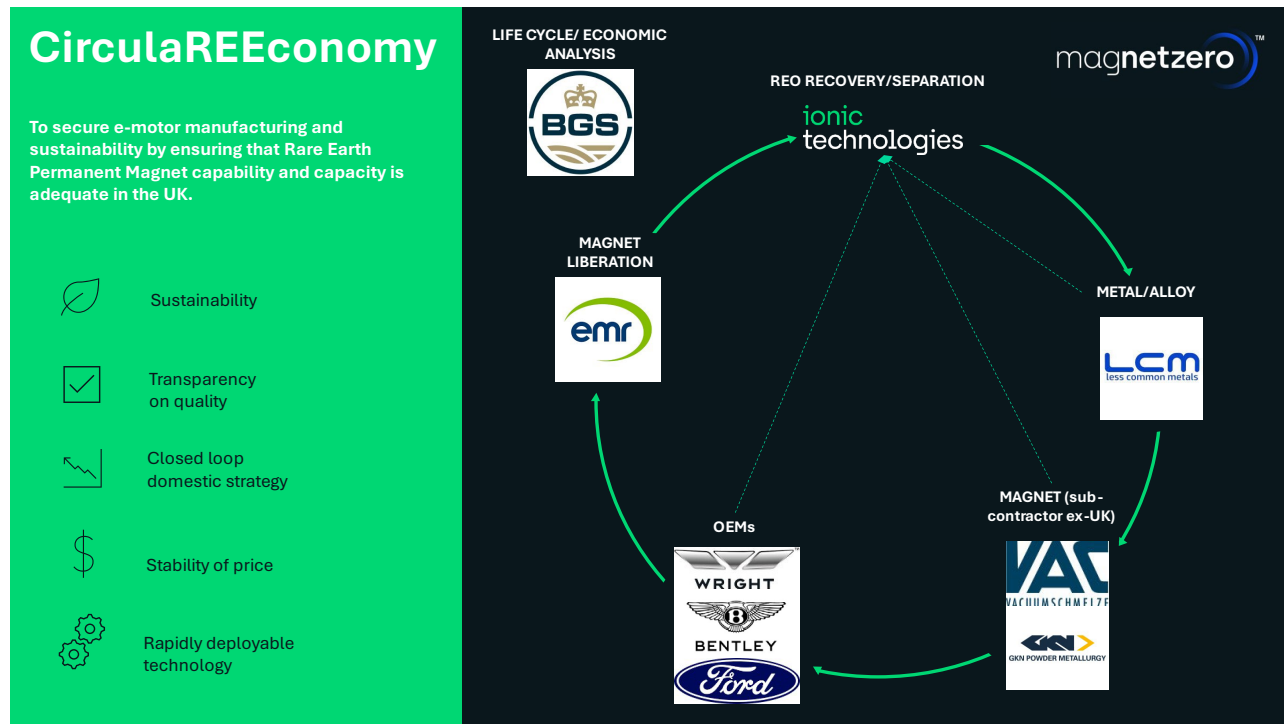 CirculaREEconomy
To secure e-motor manufacturing and
sustainability by ensuring that Rare Earth
Permanent Magnet capability and capacity is
adequate in the UK.
Sustainability
Transparency
on quality
Closed loop
domestic strategy
$
Stability of price
Rapidly deployable
technology
LIFE CYCLE/ ECONOMIC
ANALYSIS
BGS
magnetzero™
REO RECOVERY/SEPARATION
ionic
technologies
MAGNET
LIBERATION
emr
METAL/ALLOY
LCM
less common metals
MAGNET (sub-
contractor ex-UK)
VAC
VACUUMSCHMELZE
GKN
GKN POWDER METALLURGY
OEMs
WRIGHT
B
BENTLEY
Ford